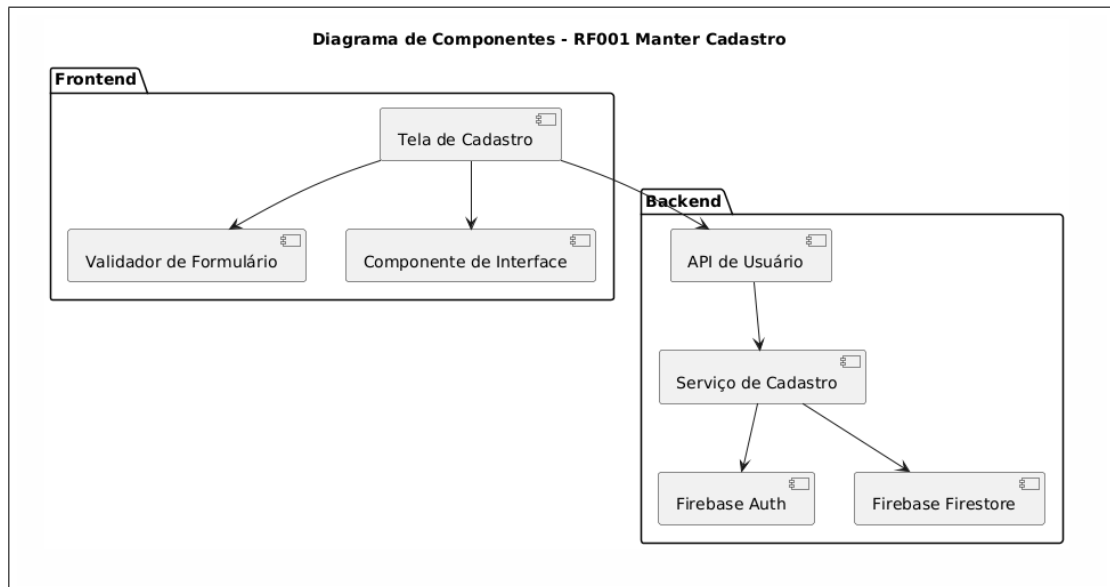 Diagrama de Componentes - RF001 Manter Cadastro
Frontend
Tela de Cadastro
Validador de Formulário
Componente de Interface
Backend
API de Usuário
Serviço de Cadastro
Firebase Auth
Firebase Firestore